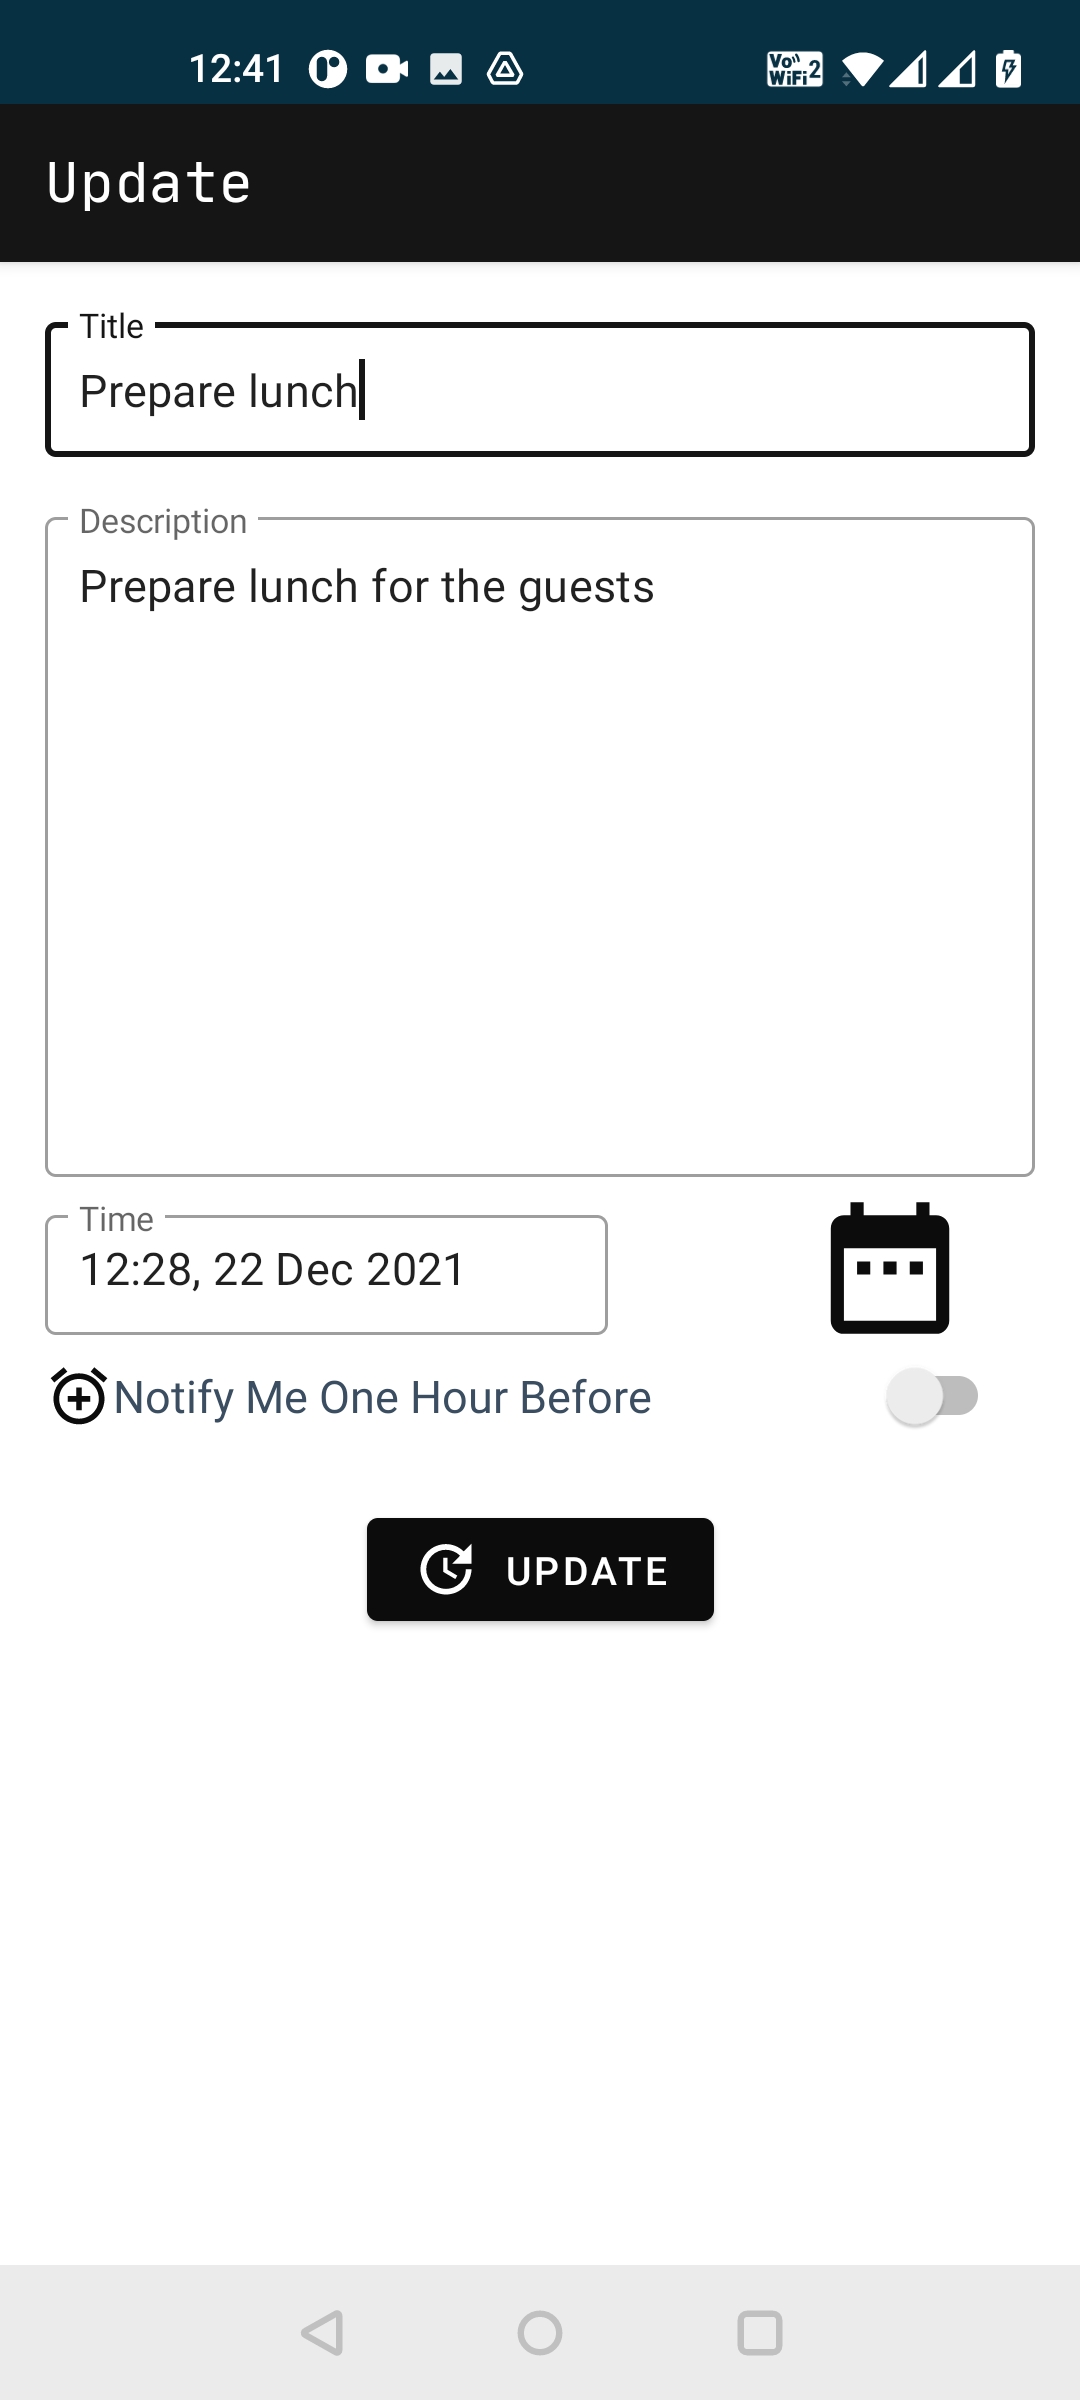 12:41
Vo WiFi 2
Update
Title
Prepare lunch
Description
Prepare lunch for the guests
Time
12:28, 22 Dec 2021
Notify Me One Hour Before
UPDATE